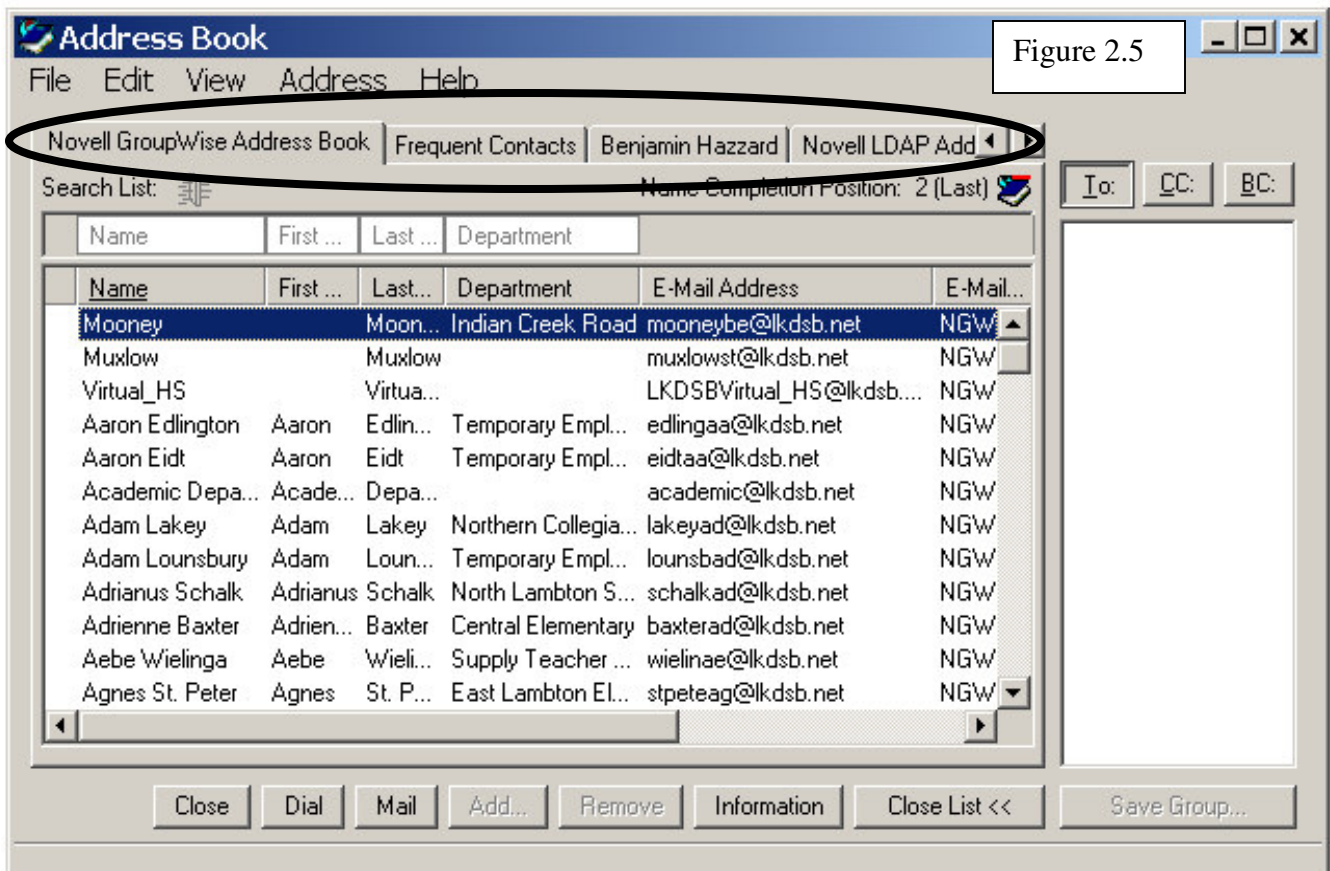 Address Book
Figure 2.5
File Edit View Address Help
Novell GroupWise Address Book Frequent Contacts Benjamin Hazzard Novell LDAP Add
Search List: Name Completion Position: 2 (Last) To: CC: BC:
Name First ... Last ... Department
Name First ... Last... Department E-Mail Address E-Mail...
Mooney Moon... Indian Creek Road mooneybe@lkdsb.net NGW
Muxlow Muxlow muxlowst@lkdsb.net NGW
Virtual_HS Virtua... LKDSBVirtual_HS@lkdsb.... NGW
Aaron Edlington Aaron Edlin... Temporary Empl... edlingaa@lkdsb.net NGW
Aaron Eidt Aaron Eidt Temporary Empl... eidtaa@lkdsb.net NGW
Academic Depa... Acade... Depa... academic@lkdsb.net NGW
Adam Lakey Adam Lakey Northern Collegia... lakeyad@lkdsb.net NGW
Adam Lounsbury Adam Loun... Temporary Empl... lounsbad@lkdsb.net NGW
Adrianus Schalk Adrianus Schalk North Lambton S... schalkad@lkdsb.net NGW
Adrienne Baxter Adrien... Baxter Central Elementary baxterad@lkdsb.net NGW
Aebe Wielinga Aebe Wieli... Supply Teacher ... wielinae@lkdsb.net NGW
Agnes St. Peter Agnes St. P... East Lambton El... stpeteag@lkdsb.net NGW
Close Dial Mail Add... Remove Information Close List << Save Group...